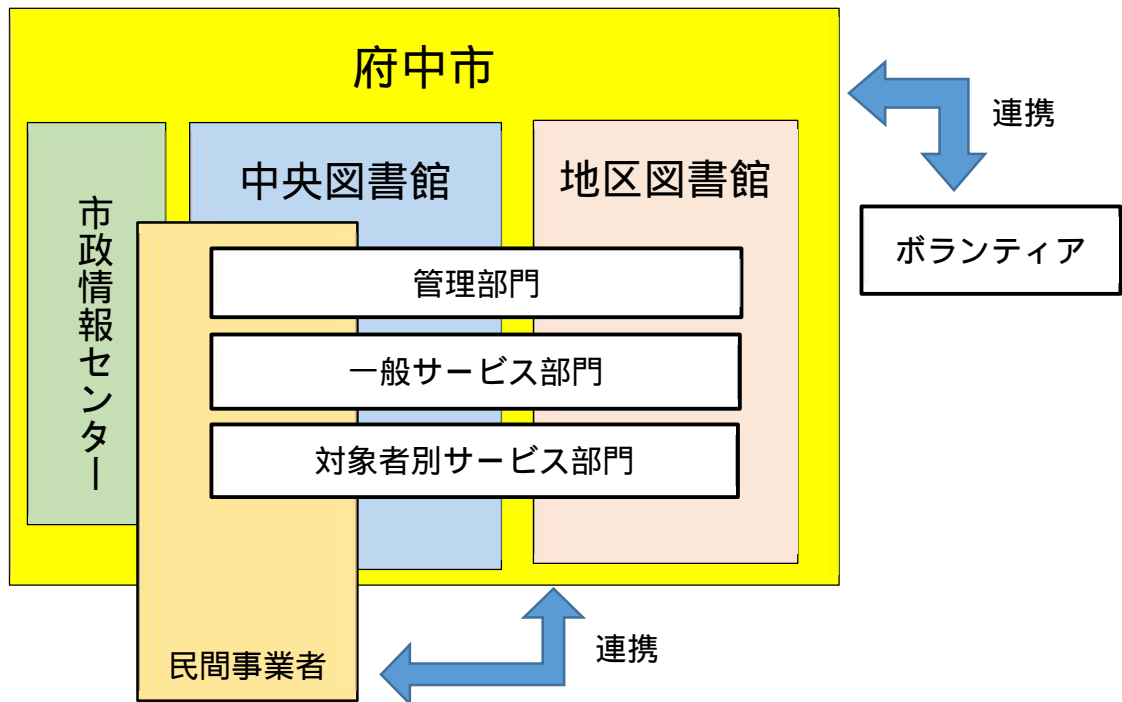 府中市
連携
市政情報センター
中央図書館
地区図書館
ボランティア
管理部門
一般サービス部門
対象者別サービス部門
民間事業者
連携